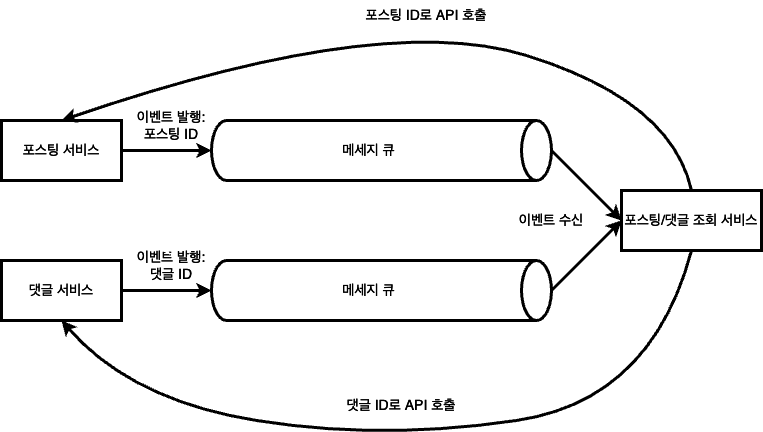 포스팅 ID로 API 호출
이벤트 발행:
포스팅 ID
포스팅 서비스
메세지 큐
이벤트 수신
포스팅/댓글 조회 서비스
이벤트 발행:
댓글 ID
댓글 서비스
메세지 큐
댓글 ID로 API 호출